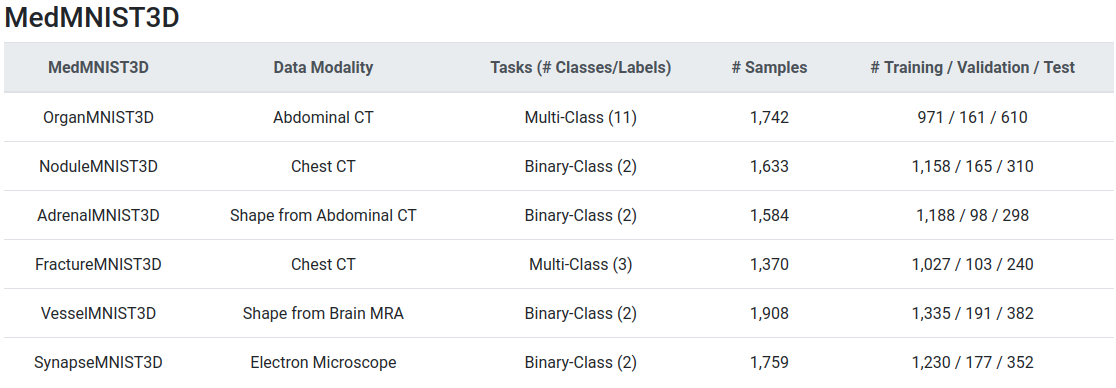 MedMNIST3D
MedMNIST3D Data Modality Tasks (# Classes/Labels) # Samples # Training / Validation / Test
OrganMNIST3D Abdominal CT Multi-Class (11) 1,742 971 / 161 / 610
NoduleMNIST3D Chest CT Binary-Class (2) 1,633 1,158 / 165 / 310
AdrenalMNIST3D Shape from Abdominal CT Binary-Class (2) 1,584 1,188 / 98 / 298
FractureMNIST3D Chest CT Multi-Class (3) 1,370 1,027 / 103 / 240
VesselMNIST3D Shape from Brain MRA Binary-Class (2) 1,908 1,335 / 191 / 382
SynapseMNIST3D Electron Microscope Binary-Class (2) 1,759 1,230 / 177 / 352